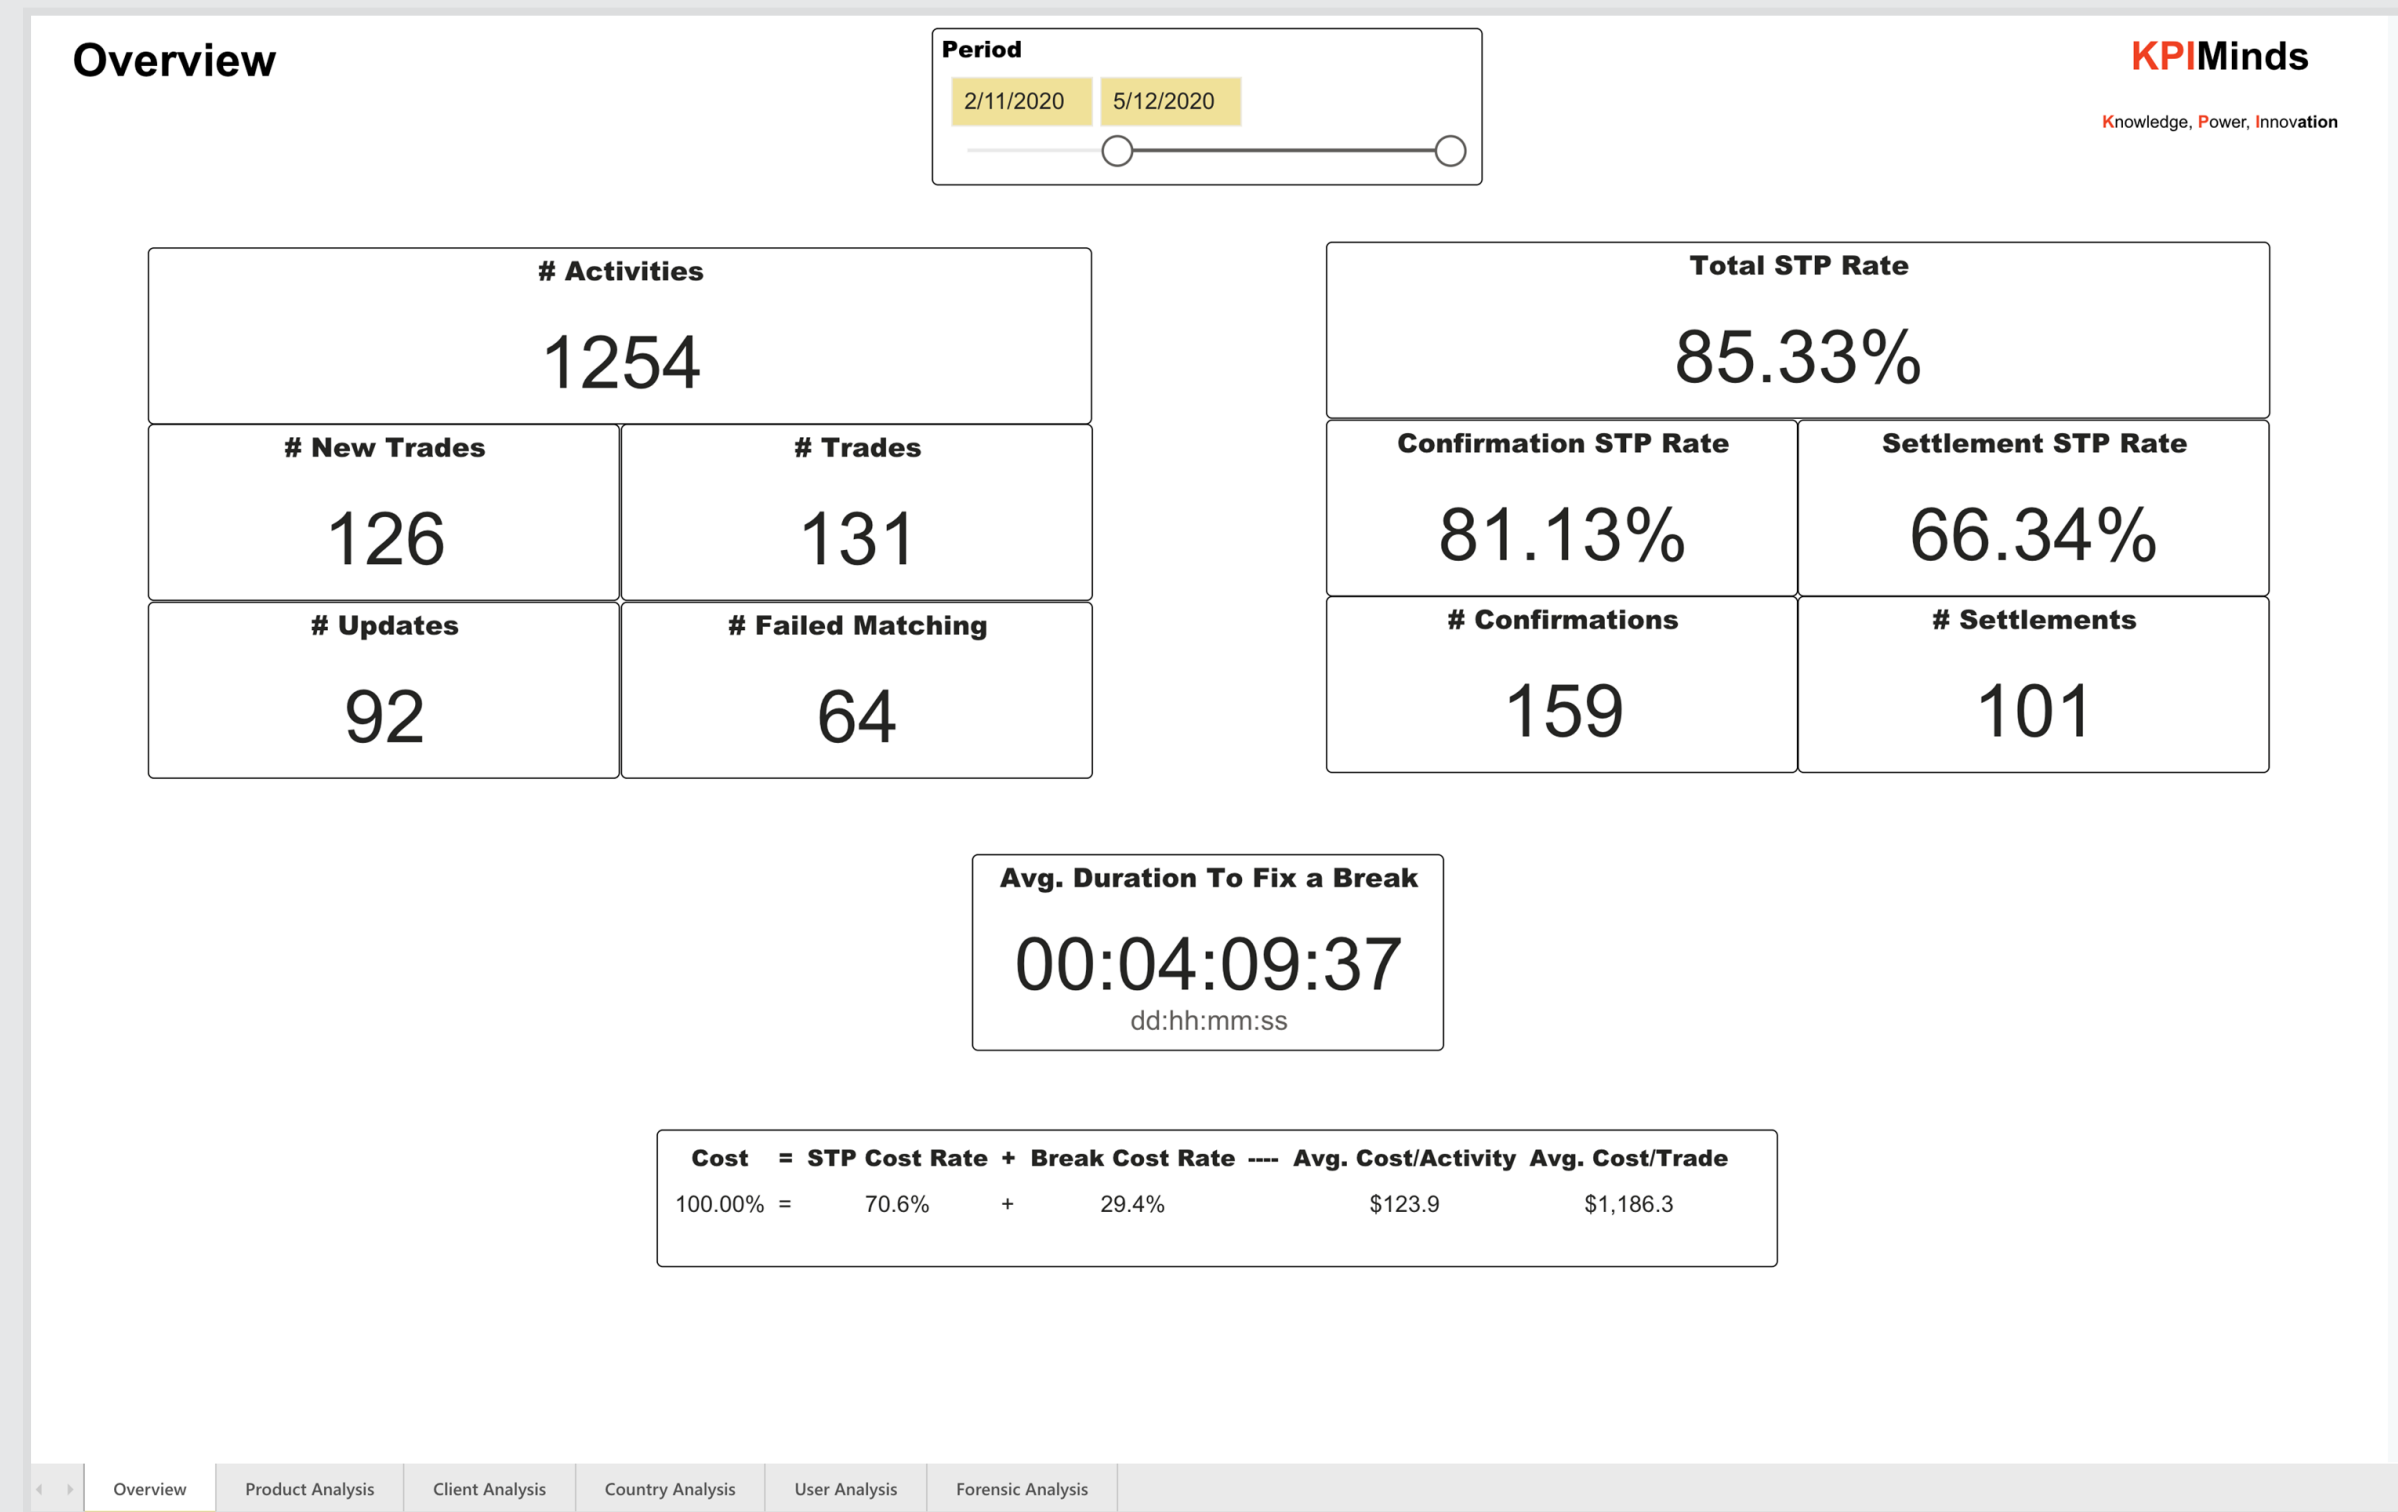 Overview
Period
2/11/2020 5/12/2020
KPIMinds
Knowledge, Power, Innovation
# Activities
1254
# New Trades
126
# Trades
131
# Updates
92
# Failed Matching
64
Total STP Rate
85.33%
Confirmation STP Rate
81.13%
Settlement STP Rate
66.34%
# Confirmations
159
# Settlements
101
Avg. Duration To Fix a Break
00:04:09:37
dd:hh:mm:ss
Cost = STP Cost Rate + Break Cost Rate ---- Avg. Cost/Activity Avg. Cost/Trade
100.00% = 70.6% + 29.4% $123.9 $1,186.3
Overview Product Analysis Client Analysis Country Analysis User Analysis Forensic Analysis